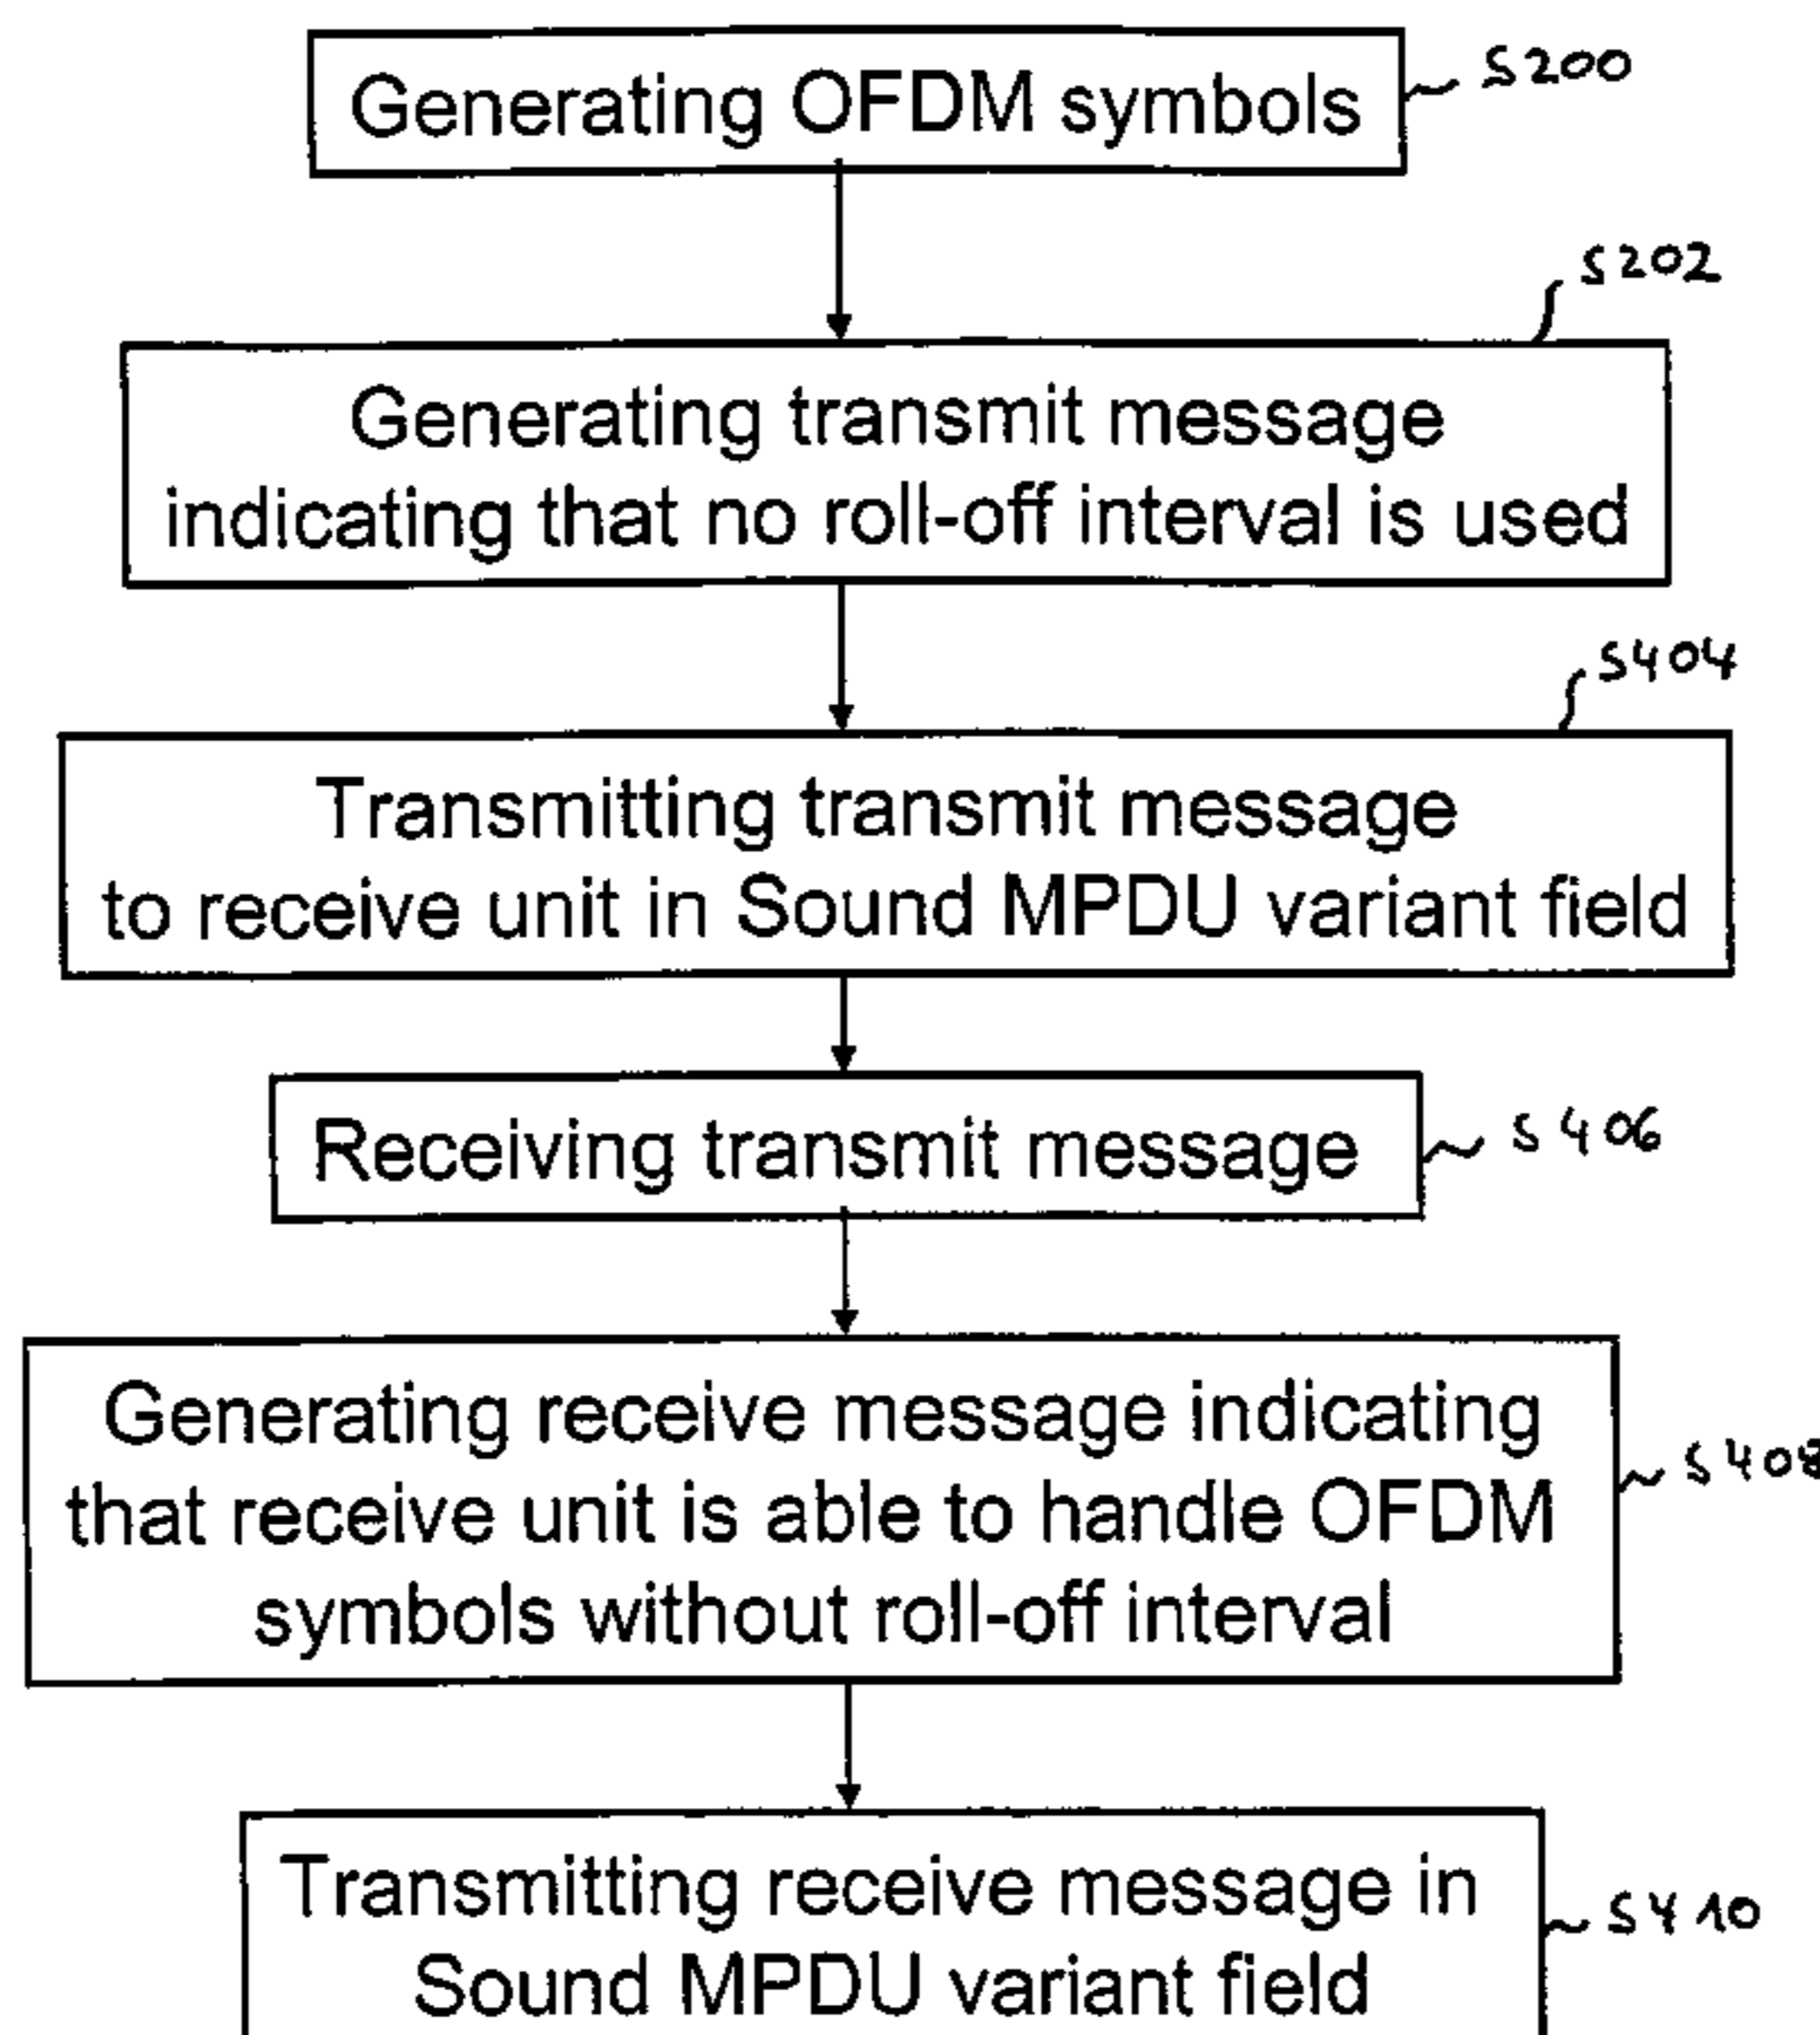 Generating OFDM symbols
S200
S202
Generating transmit message
indicating that no roll-off interval is used
S404
Transmitting transmit message
to receive unit in Sound MPDU variant field
Receiving transmit message
S406
Generating receive message indicating
that receive unit is able to handle OFDM
symbols without roll-off interval
S408
Transmitting receive message in
Sound MPDU variant field
S410